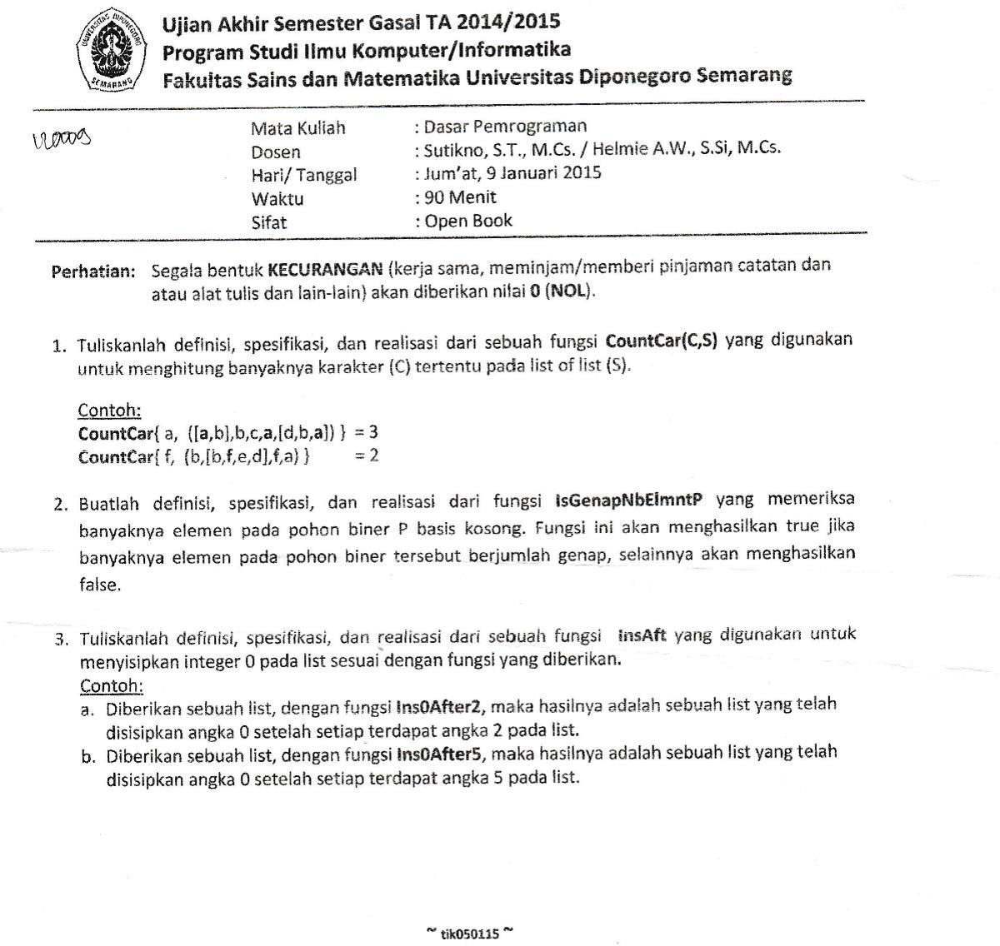 UNIVERSITAS DIPONEGORO
SEMARANG
Ujian Akhir Semester Gasal TA 2014/2015
Program Studi Ilmu Komputer/Informatika
Fakultas Sains dan Matematika Universitas Diponegoro Semarang
Mata Kuliah : Dasar Pemrograman
Dosen : Sutikno, S.T., M.Cs. / Helmie A.W., S.Si, M.Cs.
Hari/ Tanggal : Jum'at, 9 Januari 2015
Waktu : 90 Menit
Sifat : Open Book
Perhatian: Segala bentuk KECURANGAN (kerja sama, meminjam/memberi pinjaman catatan dan
atau alat tulis dan lain-lain) akan diberikan nilai 0 (NOL).
1. Tuliskanlah definisi, spesifikasi, dan realisasi dari sebuah fungsi CountCar(C,S) yang digunakan
untuk menghitung banyaknya karakter (C) tertentu pada list of list (S).
Contoh:
CountCar{ a, ([a,b],b,c,a,[d,b,a]) } = 3
CountCar{ f, (b,[b,f,e,d],f,a) } = 2
2. Buatlah definisi, spesifikasi, dan realisasi dari fungsi IsGenapNbElmntP yang memeriksa
banyaknya elemen pada pohon biner P basis kosong. Fungsi ini akan menghasilkan true jika
banyaknya elemen pada pohon biner tersebut berjumlah genap, selainnya akan menghasilkan
false.
3. Tuliskanlah definisi, spesifikasi, dan realisasi dari sebuah fungsi insAft yang digunakan untuk
menyisipkan integer 0 pada list sesuai dengan fungsi yang diberikan.
Contoh:
a. Diberikan sebuah list, dengan fungsi Ins0After2, maka hasilnya adalah sebuah list yang telah
disisipkan angka 0 setelah setiap terdapat angka 2 pada list.
b. Diberikan sebuah list, dengan fungsi Ins0After5, maka hasilnya adalah sebuah list yang telah
disisipkan angka 0 setelah setiap terdapat angka 5 pada list.
~ tik050115 ~